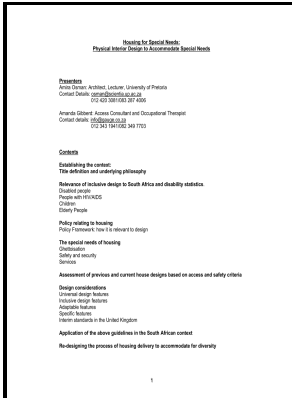 Housing for Special Needs:
Physical Interior Design to Accommodate Special Needs
Presenters
Amira Osman: Architect, Lecturer, University of Pretoria
Contact Details: osman@scientia.up.ac.za
012 420 3081/083 287 4006
Amanda Gibberd: Access Consultant and Occupational Therapist
Contact details: info@gauge.co.za
012 343 1941/082 349 7703
Contents
Establishing the context:
Title definition and underlying philosophy
Relevance of inclusive design to South Africa and disability statistics.
Disabled people
People with HIV/AIDS
Children
Elderly People
Policy relating to housing
Policy Framework: how it is relevant to design
The special needs of housing
Ghettoisation
Safety and security
Services
Assessment of previous and current house designs based on access and safety criteria
Design considerations
Universal design features
Inclusive design features
Adaptable features
Specific features
Interim standards in the United Kingdom
Application of the above guidelines in the South African context
Re-designing the process of housing delivery to accommodate for diversity
1